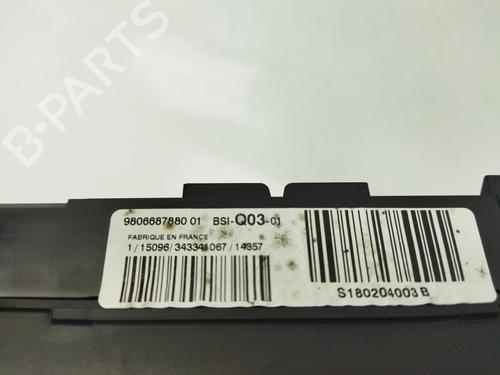 B-PARTS
9806687880 01 BSI-Q03-01
FABRIQUE EN FRANCE
1/15096/343341067/14357
S180204003 B